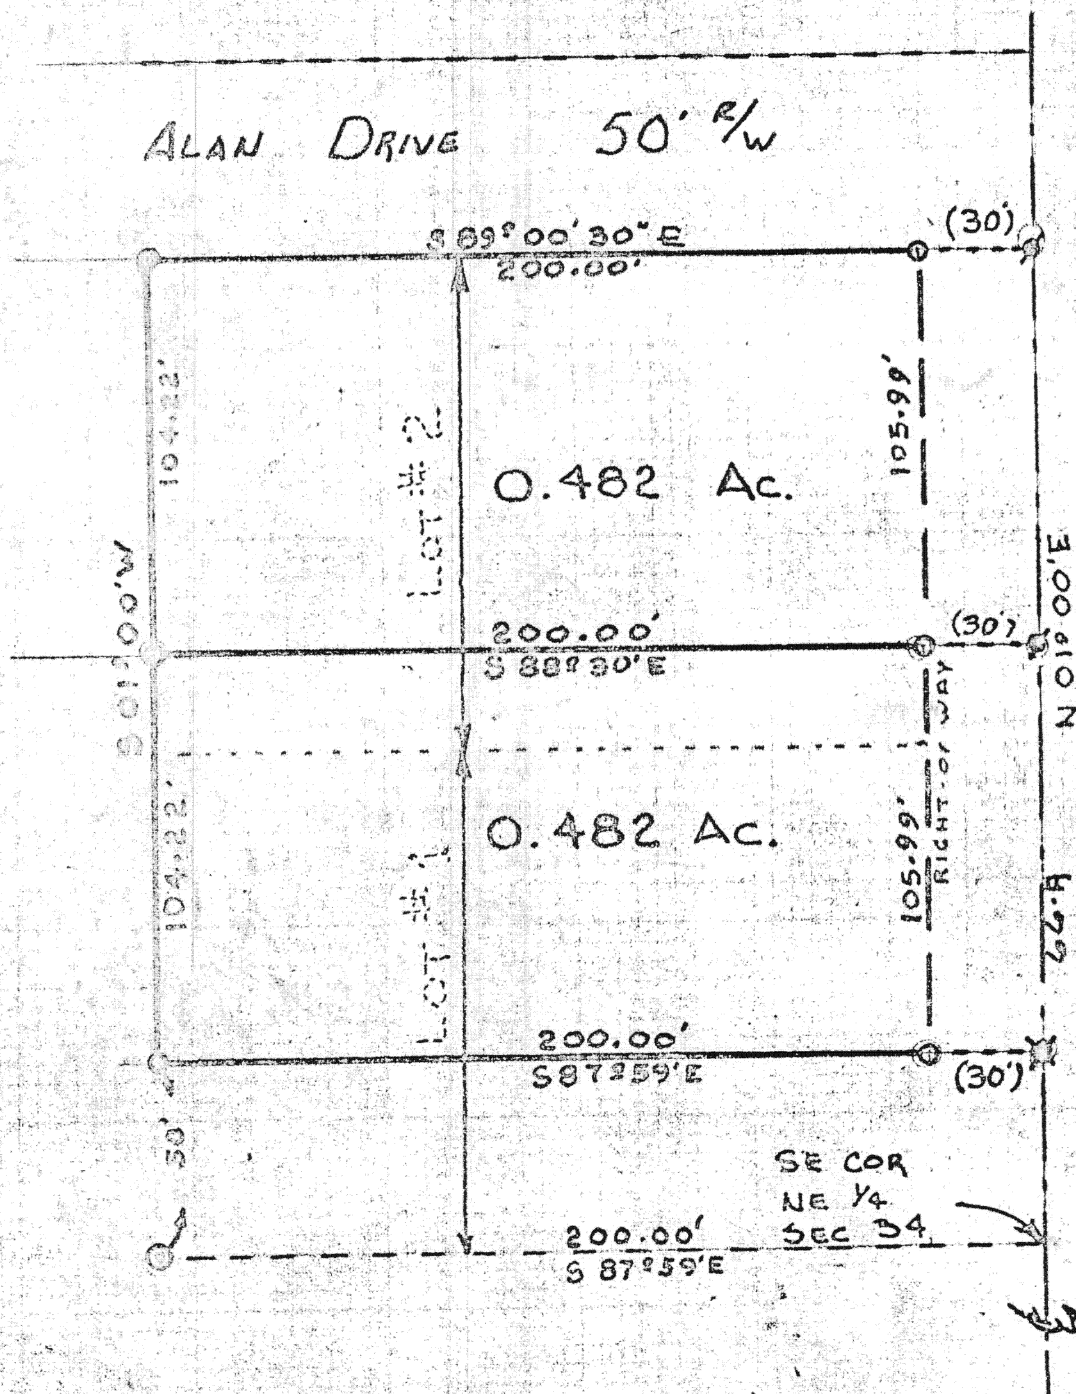 ALAN DRIVE 50' R/W
S 89° 00' 30" E
200.00'
(30')
104.22'
LOT # 2
0.482 Ac.
105.99'
S 01° 00' W
200.00'
S 88° 30' E
(30')
N 01° 00' E
RIGHT-OF WAY
104.22'
LOT # 1
0.482 Ac.
105.99'
200.00'
S 87° 59' E
(30')
50'
SE COR
NE 1/4
SEC 34
200.00'
S 87° 59' E